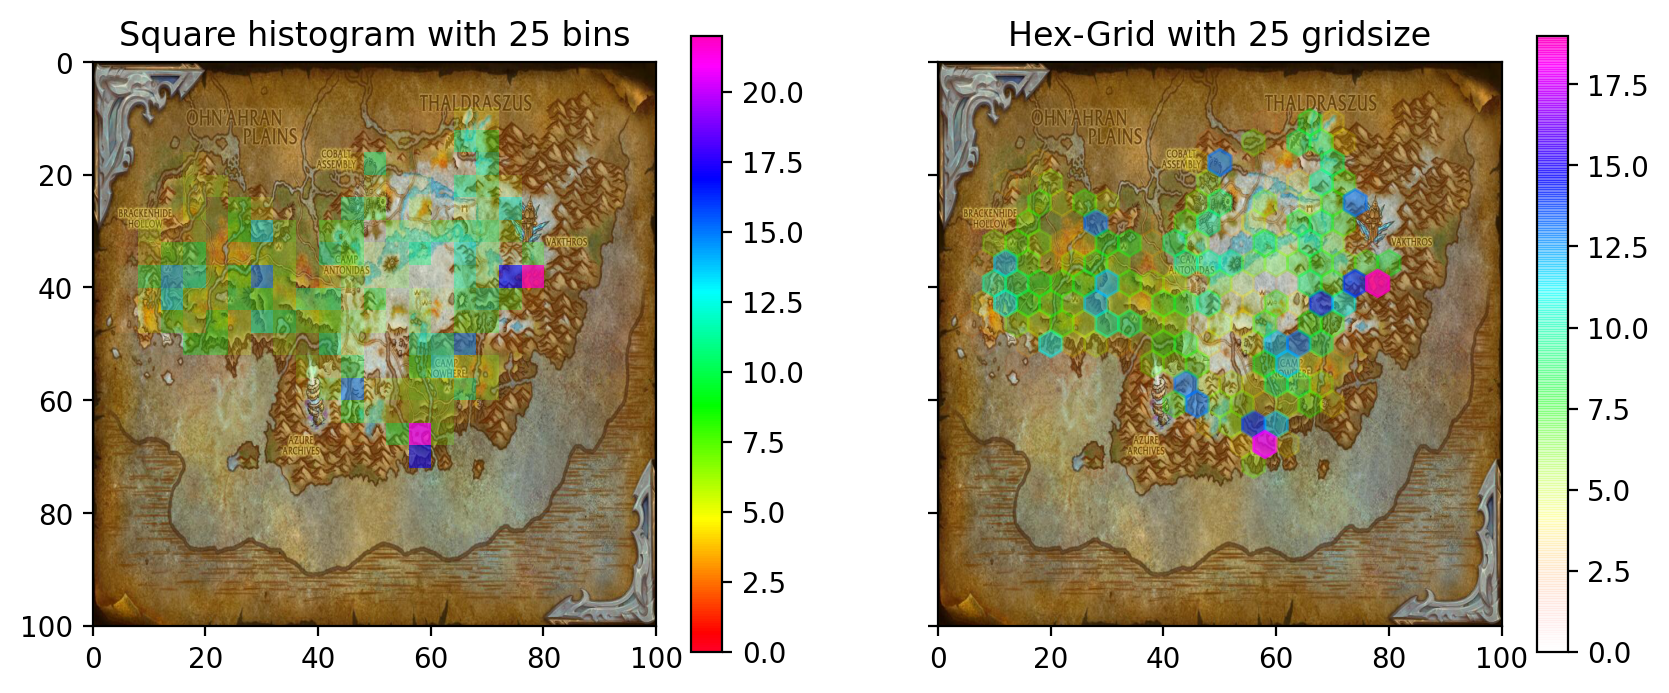 Square histogram with 25 bins
0
20
40
60
80
100
0
20
40
60
80
100
OHN'AHRAN
PLAINS
THALDRASZUS
COBALT
ASSEMBLY
BRACKENHIDE
HOLLOW
VAKTHROS
CAMP
ANTONIDAS
CAMP
NOWHERE
AZURE
ARCHIVES
20.0
17.5
15.0
12.5
10.0
7.5
5.0
2.5
0.0
Hex-Grid with 25 gridsize
OHN'AHRAN
PLAINS
THALDRASZUS
COBALT
ASSEMBLY
BRACKENHIDE
HOLLOW
VAKTHROS
CAMP
ANTONIDAS
CAMP
NOWHERE
AZURE
ARCHIVES
0
20
40
60
80
100
17.5
15.0
12.5
10.0
7.5
5.0
2.5
0.0